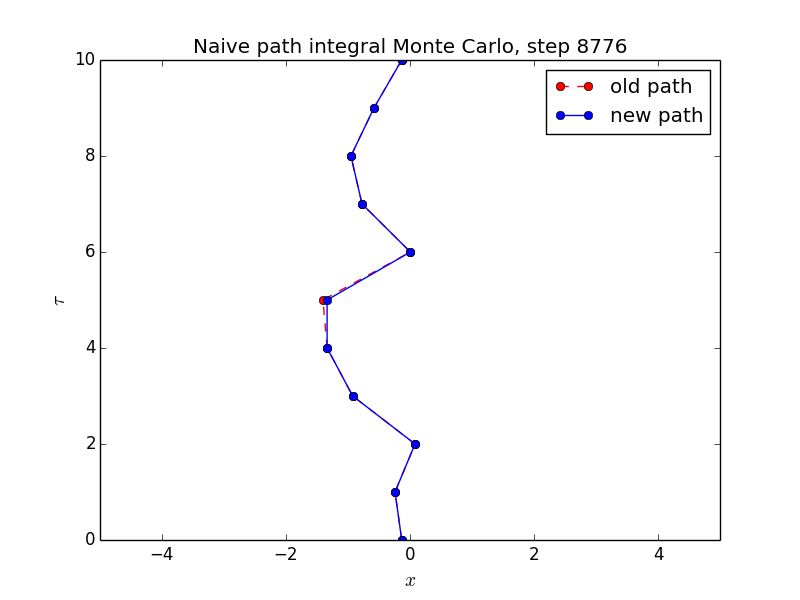 Naive path integral Monte Carlo, step 8776
10
8
6
4
2
0
τ
old path
new path
−4
−2
0
2
4
x